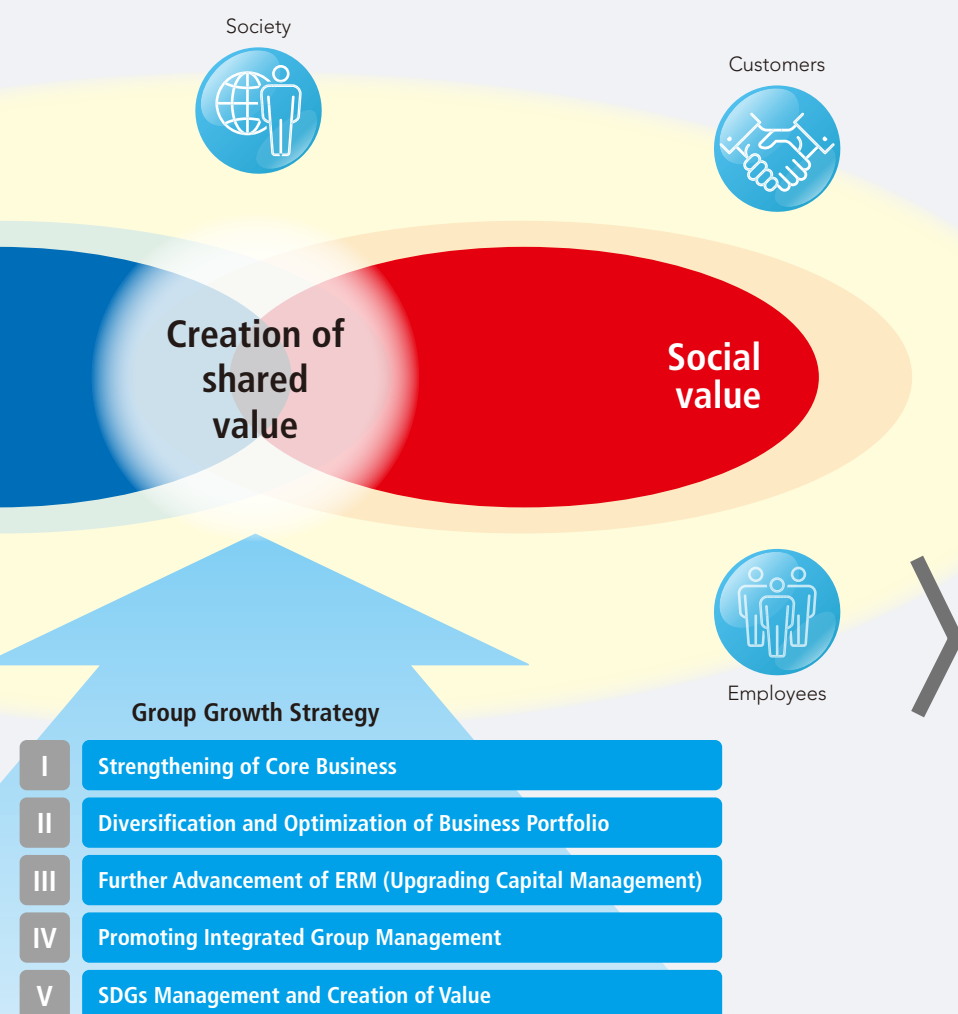 Society
Customers
Creation of
shared
value
Social
value
Employees
Group Growth Strategy
I
Strengthening of Core Business
II
Diversification and Optimization of Business Portfolio
III
Further Advancement of ERM (Upgrading Capital Management)
IV
Promoting Integrated Group Management
V
SDGs Management and Creation of Value